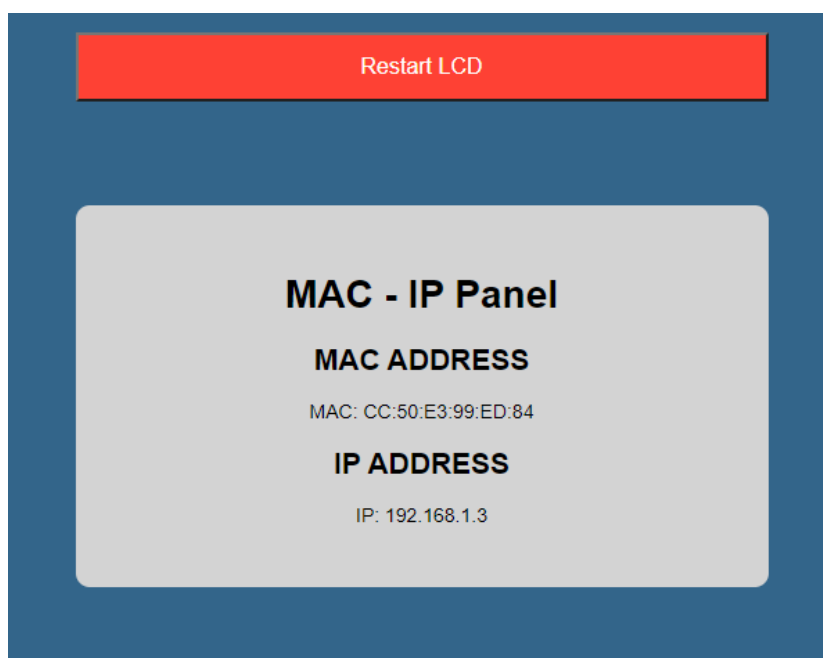 Restart LCD
MAC - IP Panel
MAC ADDRESS
MAC: CC:50:E3:99:ED:84
IP ADDRESS
IP: 192.168.1.3